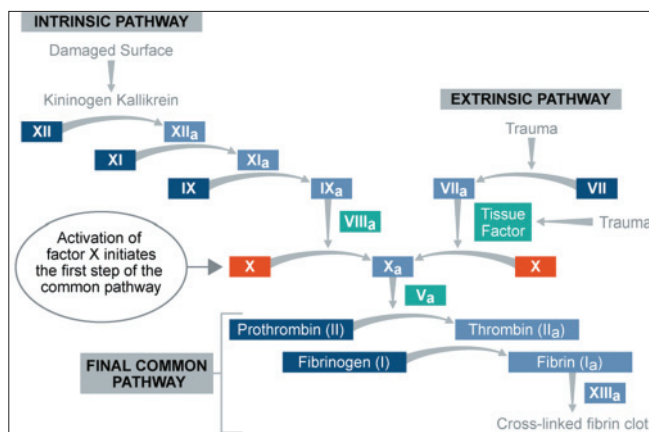 INTRINSIC PATHWAY
Damaged Surface
Kininogen Kallikrein
XII
XIIa
XI
XIa
IX
IXa
VIIIa
EXTRINSIC PATHWAY
Trauma
VIIa
VII
Tissue
Factor
Trauma
Activation of
factor X initiates
the first step of the
common pathway
X
Xa
X
Va
FINAL COMMON
PATHWAY
Prothrombin (II)
Thrombin (IIa)
Fibrinogen (I)
Fibrin (Ia)
XIIIa
Cross-linked fibrin clot